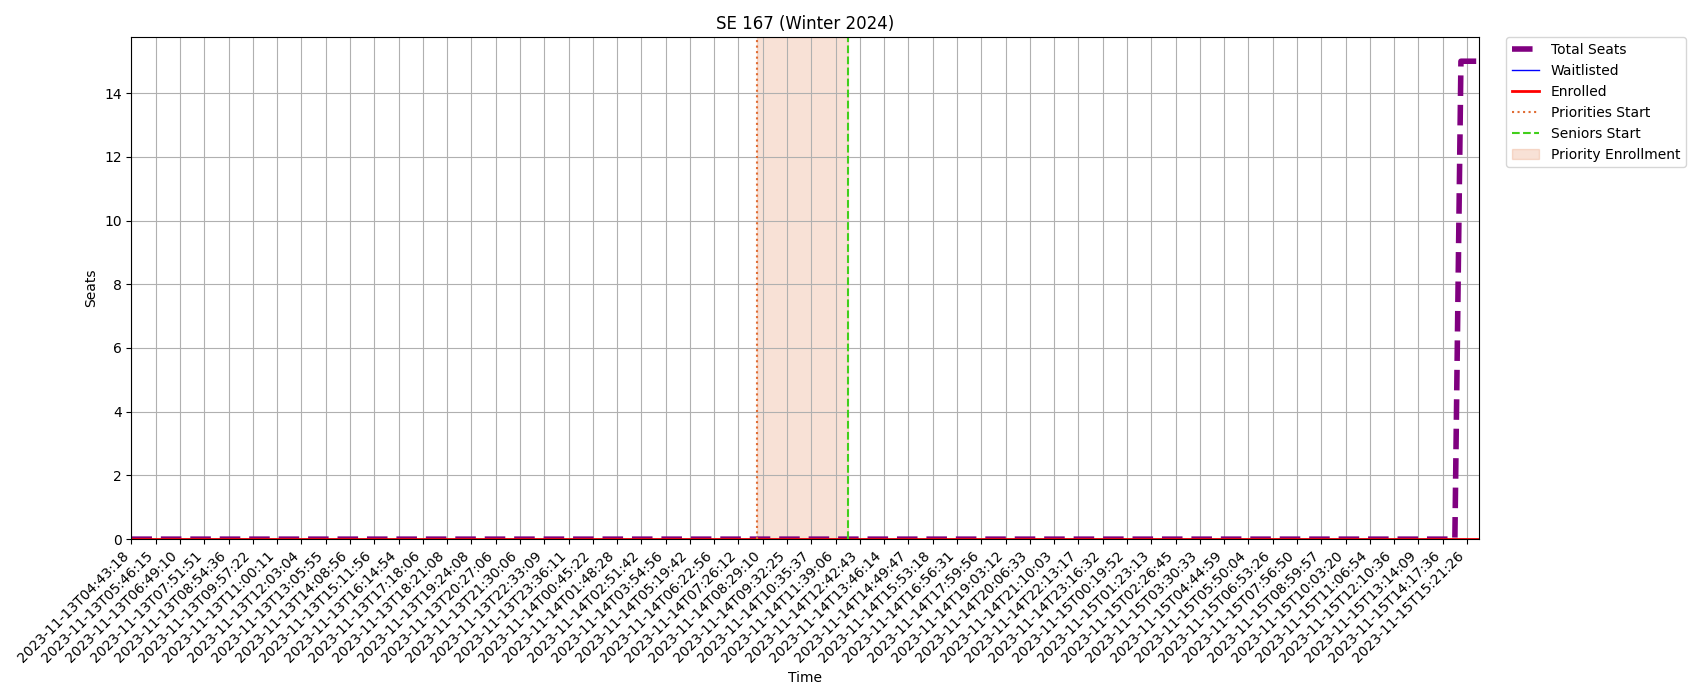 SE 167 (Winter 2024)
Total Seats
Waitlisted
Enrolled
Priorities Start
Seniors Start
Priority Enrollment
Seats
14
12
10
8
6
4
2
0
2023-11-13T04:43:18
2023-11-13T05:46:15
2023-11-13T06:49:10
2023-11-13T07:51:51
2023-11-13T08:54:36
2023-11-13T09:57:22
2023-11-13T11:00:11
2023-11-13T12:03:04
2023-11-13T13:05:55
2023-11-13T14:08:56
2023-11-13T15:11:56
2023-11-13T16:14:54
2023-11-13T17:18:06
2023-11-13T18:21:08
2023-11-13T19:24:08
2023-11-13T20:27:06
2023-11-13T21:30:06
2023-11-13T22:33:09
2023-11-13T23:36:11
2023-11-14T00:45:22
2023-11-14T01:48:28
2023-11-14T02:51:42
2023-11-14T03:54:56
2023-11-14T05:19:42
2023-11-14T06:22:56
2023-11-14T07:26:12
2023-11-14T08:29:10
2023-11-14T09:32:25
2023-11-14T10:35:37
2023-11-14T11:39:06
2023-11-14T12:42:43
2023-11-14T13:46:14
2023-11-14T14:49:47
2023-11-14T15:53:18
2023-11-14T16:56:31
2023-11-14T17:59:56
2023-11-14T19:03:12
2023-11-14T20:06:33
2023-11-14T21:10:03
2023-11-14T22:13:17
2023-11-14T23:16:32
2023-11-15T00:19:52
2023-11-15T01:23:13
2023-11-15T02:26:45
2023-11-15T03:30:33
2023-11-15T04:44:59
2023-11-15T05:50:04
2023-11-15T06:53:26
2023-11-15T07:56:50
2023-11-15T08:59:57
2023-11-15T10:03:20
2023-11-15T11:06:54
2023-11-15T12:10:36
2023-11-15T13:14:09
2023-11-15T14:17:36
2023-11-15T15:21:26
Time